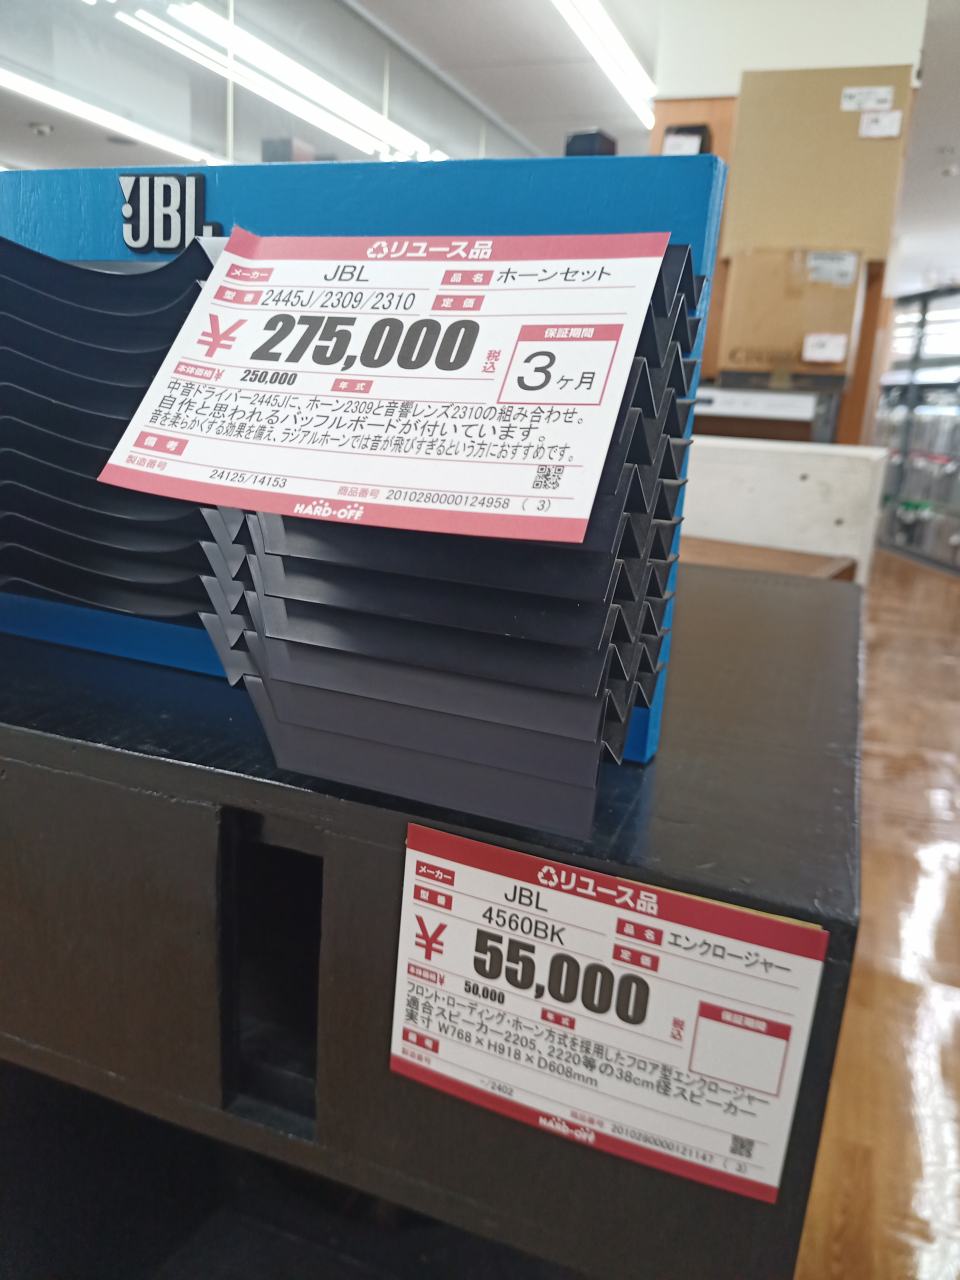 JBL
リユース品
メーカー JBL 品名 ホーンセット
型番 2445J/2309/2310 定価
¥ 275,000 税込
保証期間
3ヶ月
本体価格 ¥ 250,000 年式
中音ドライバー2445Jに、ホーン2309と音響レンズ2310の組み合わせ。
自作と思われるバッフルボードが付いています。
音を柔らかくする効果を備え、ラジアルホーンでは音が飛びすぎるという方におすすめです。
備考
製造番号 24125/14153 商品番号 2010280000124958 ( 3)
HARD・OFF
リユース品
メーカー JBL 品名 エンクロージャー
型番 4560BK 定価
¥ 55,000 税込
保証期間
本体価格 ¥ 50,000 年式
フロント・ローディング・ホーン方式を採用したフロア型エンクロージャー
適合スピーカー2205、2220等の38cm径スピーカー
実寸 W768×H918×D608mm
備考
製造番号 -/2402 商品番号 2010280000121147 ( 3)
HARD・OFF